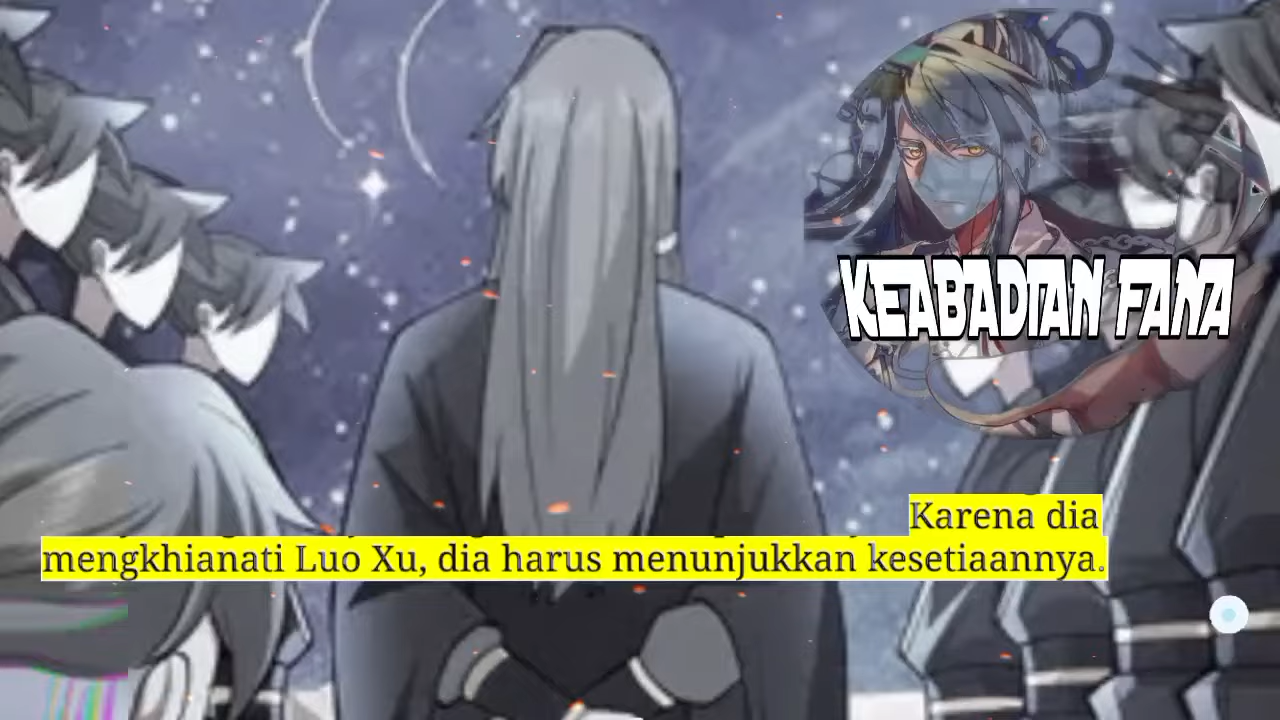 KEABADIAN FANA
Karena dia
mengkhianati Luo Xu, dia harus menunjukkan kesetiaannya.